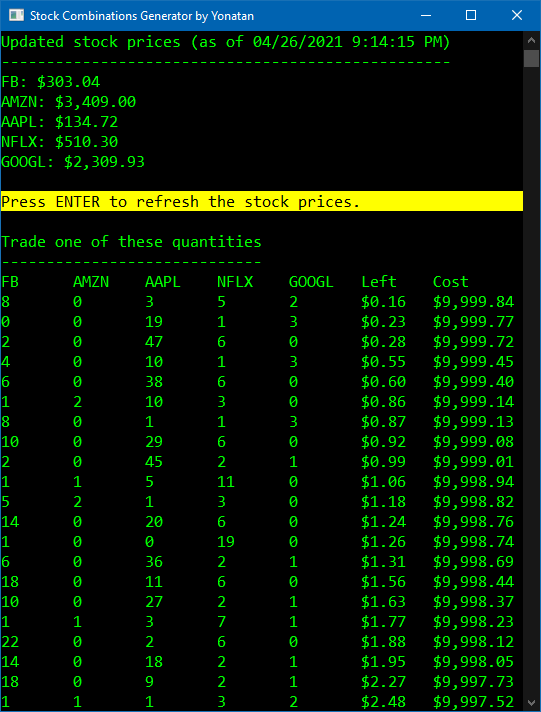 Stock Combinations Generator by Yonatan
Updated stock prices (as of 04/26/2021 9:14:15 PM)
--------------------------------------------------
FB: $303.04
AMZN: $3,409.00
AAPL: $134.72
NFLX: $510.30
GOOGL: $2,309.93
Press ENTER to refresh the stock prices.
Trade one of these quantities
-----------------------------
FB AMZN AAPL NFLX GOOGL Left Cost
8 0 3 5 2 $0.16 $9,999.84
0 0 19 1 3 $0.23 $9,999.77
2 0 47 6 0 $0.28 $9,999.72
4 0 10 1 3 $0.55 $9,999.45
6 0 38 6 0 $0.60 $9,999.40
1 2 10 3 0 $0.86 $9,999.14
8 0 1 1 3 $0.87 $9,999.13
10 0 29 6 0 $0.92 $9,999.08
2 0 45 2 1 $0.99 $9,999.01
1 1 5 11 0 $1.06 $9,998.94
5 2 1 3 0 $1.18 $9,998.82
14 0 20 6 0 $1.24 $9,998.76
1 0 0 19 0 $1.26 $9,998.74
6 0 36 2 1 $1.31 $9,998.69
18 0 11 6 0 $1.56 $9,998.44
10 0 27 2 1 $1.63 $9,998.37
1 1 3 7 1 $1.77 $9,998.23
22 0 2 6 0 $1.88 $9,998.12
14 0 18 2 1 $1.95 $9,998.05
18 0 9 2 1 $2.27 $9,997.73
1 1 1 3 2 $2.48 $9,997.52